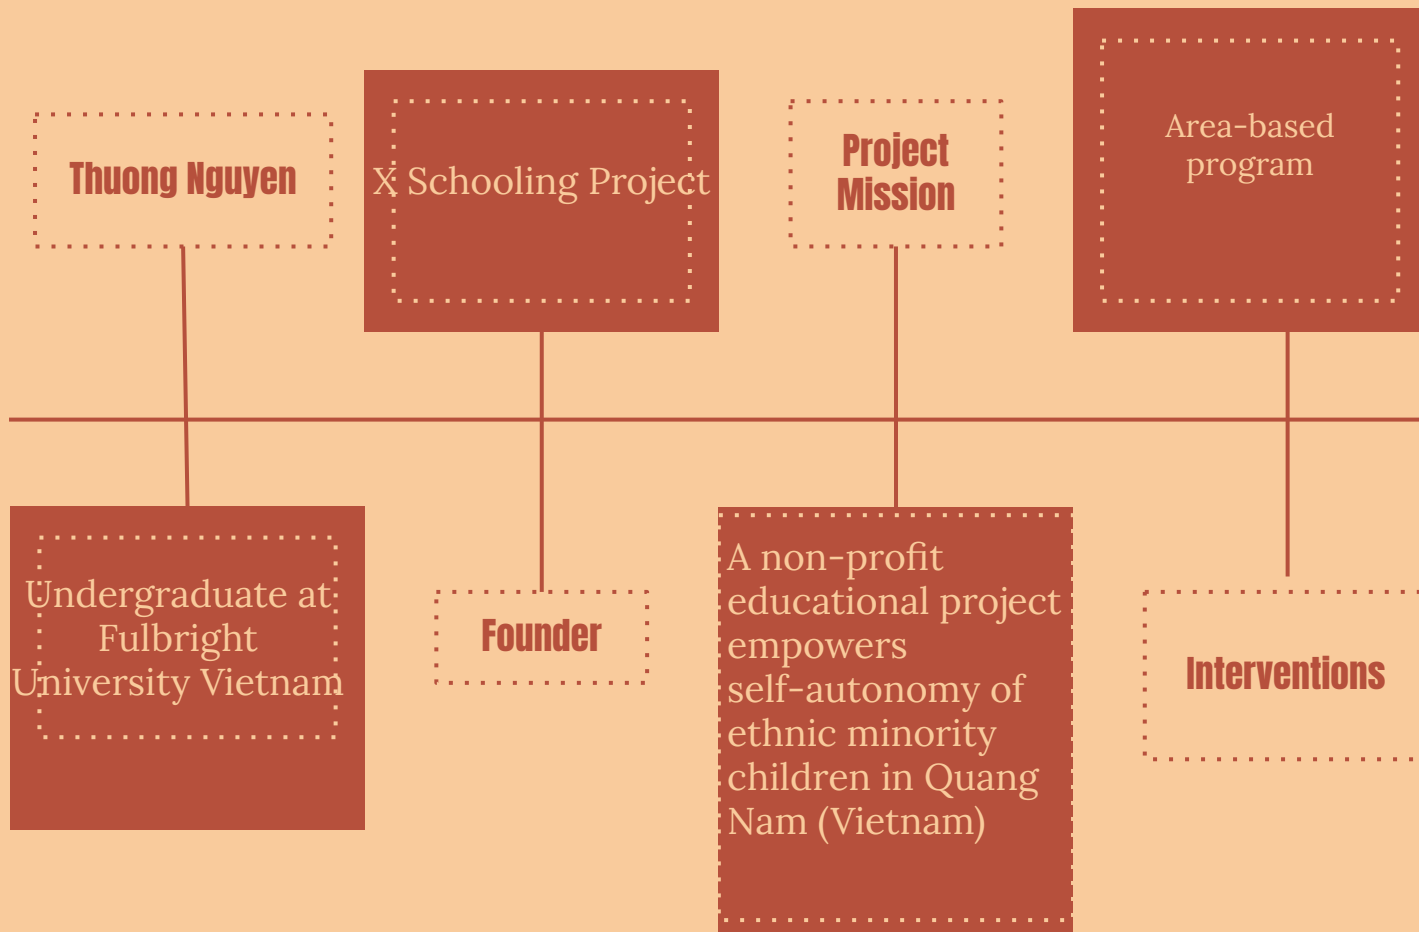 Thuong Nguyen
Undergraduate at
Fulbright
University Vietnam
X Schooling Project
Founder
Project
Mission
A non-profit
educational project
empowers
self-autonomy of
ethnic minority
children in Quang
Nam (Vietnam)
Area-based
program
Interventions